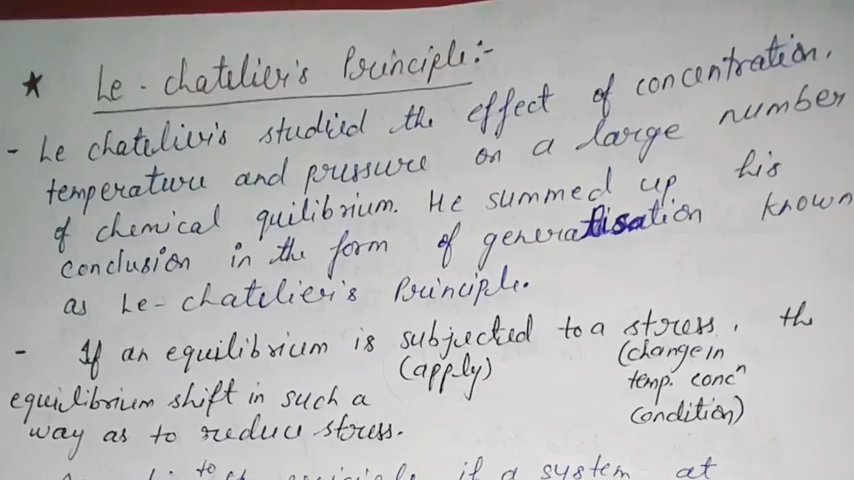 ★ Le-chatelier's Principle:-
- Le chatelier's studied the effect of concentration,
temperature and pressure on a large number
of chemical quilibrium. He summed up his
conclusion in the form of generalisation known
as Le-chatelier's Principle.
- If an equilibrium is subjected to a stress, the
(apply) (change in
equilibrium shift in such a temp. concⁿ
way as to reduce stress. condition)
to principle if a system at